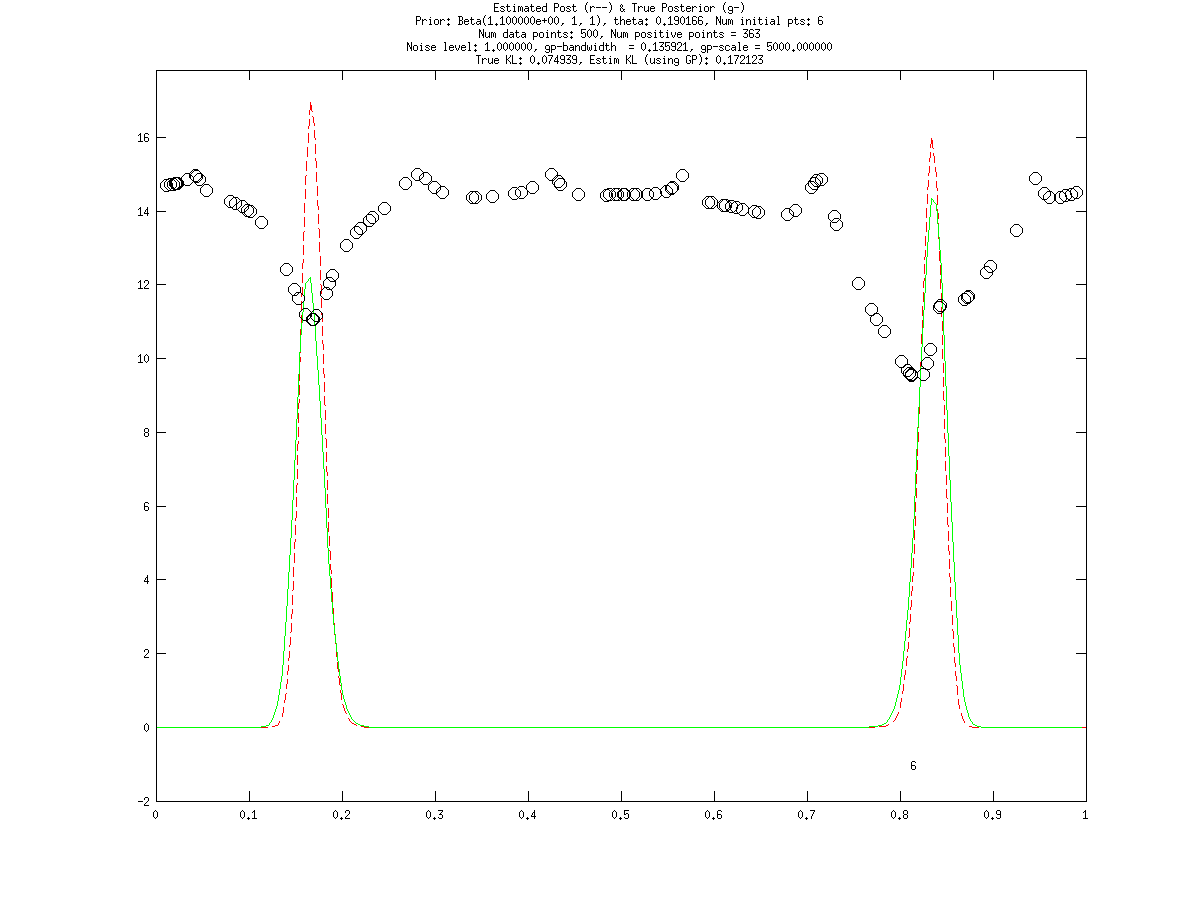 Estimated Post (r--) & True Posterior (g-)
Prior: Beta(1.100000e+00, 1, 1), theta: 0.190166, Num initial pts: 6
Num data points: 500, Num positive points = 363
Noise level: 1.000000, gp-bandwidth  = 0.135921, gp-scale = 5000.000000
True KL: 0.074939, Estim KL (using GP): 0.172123
16
14
12
10
8
6
4
2
0
6
-2
0 0.1 0.2 0.3 0.4 0.5 0.6 0.7 0.8 0.9 1